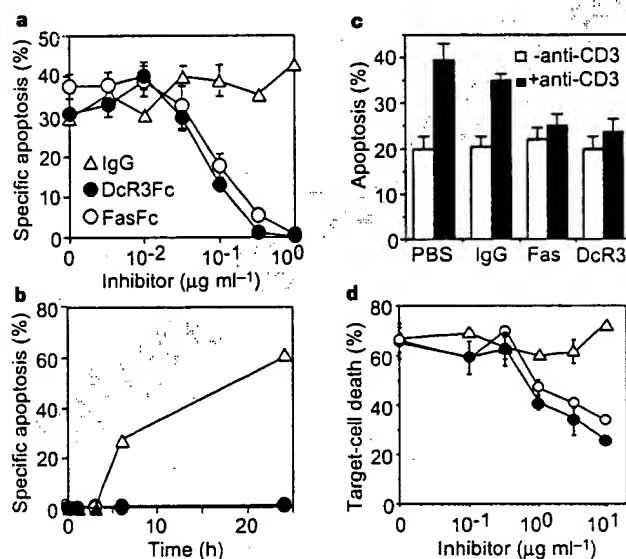 a
Specific apoptosis (%)
50
40
30
20
10
0
△ IgG
● DcR3Fc
○ FasFc
0 10⁻² 10⁻¹ 10⁰
Inhibitor (µg ml⁻¹)
c
Apoptosis (%)
40
30
20
10
0
-anti-CD3
+anti-CD3
PBS IgG Fas DcR3
b
Specific apoptosis (%)
80
60
40
20
0
0 10 20
Time (h)
d
Target-cell death (%)
80
60
40
20
0
0 10⁻¹ 10⁰ 10¹
Inhibitor (µg ml⁻¹)